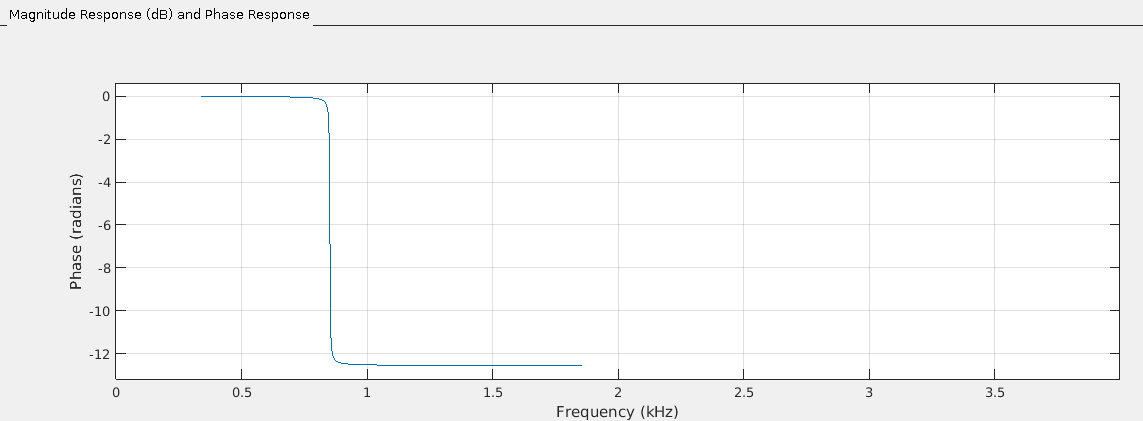 Magnitude Response (dB) and Phase Response
0
-2
-4
-6
-8
-10
-12
Phase (radians)
0 0.5 1 1.5 2 2.5 3 3.5
Frequency (kHz)